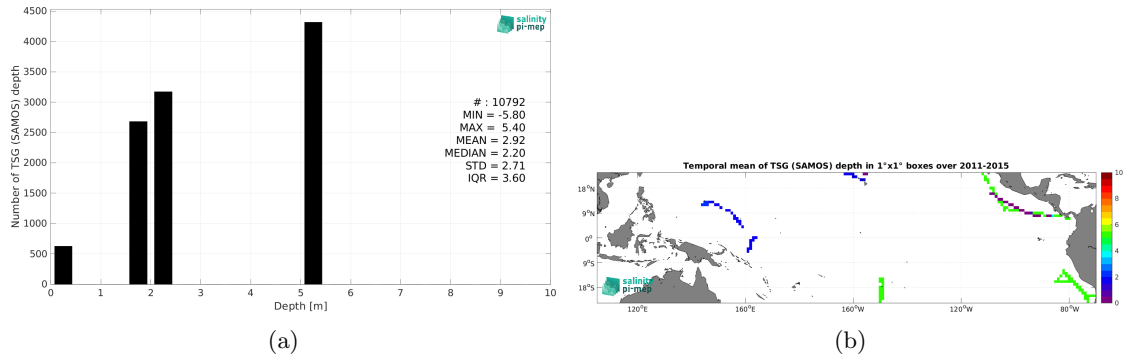 4500
4000
3500
3000
2500
2000
1500
1000
500
0
Number of TSG (SAMOS) depth
salinity
pi-mep
# : 10792
MIN = -5.80
MAX = 5.40
MEAN = 2.92
MEDIAN = 2.20
STD = 2.71
IQR = 3.60
0 1 2 3 4 5 6 7 8 9 10
Depth [m]
(a)
Temporal mean of TSG (SAMOS) depth in 1°x1° boxes over 2011-2015
18°N
9°N
0°
9°S
18°S
salinity
pi-mep
120°E 160°E 160°W 120°W 80°W
10
8
6
4
2
0
(b)